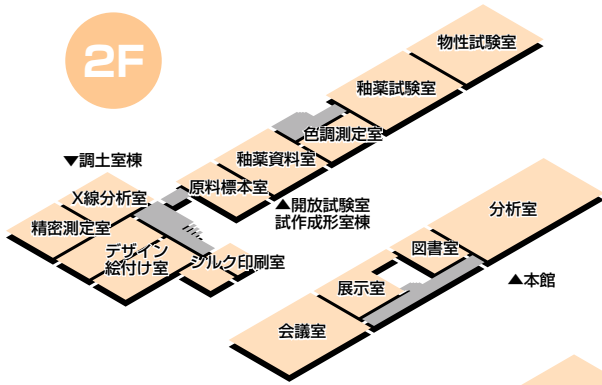 2F
物性試験室
釉薬試験室
色調測定室
釉薬資料室
▼調土室棟
原料標本室
X線分析室
▲開放試験室
試作成形室棟
精密測定室
デザイン
絵付け室
シルク印刷室
分析室
図書室
▲本館
展示室
会議室